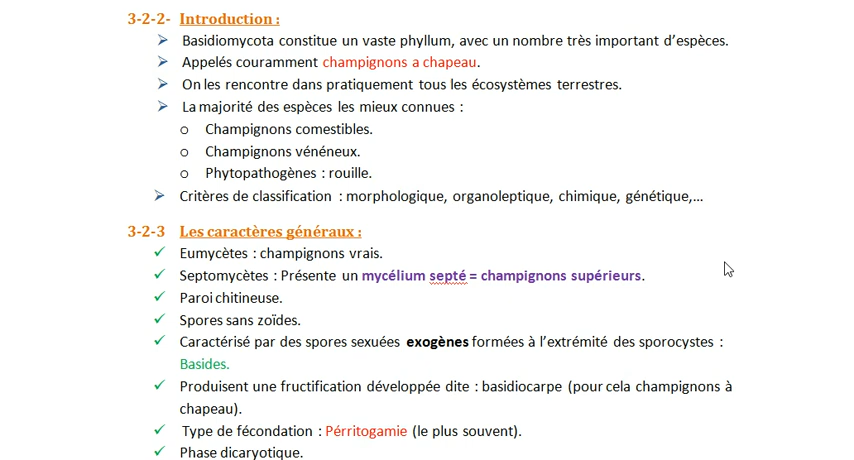 3-2-2- Introduction :
Basidiomycota constitue un vaste phyllum, avec un nombre très important d'espèces.
Appelés couramment champignons a chapeau.
On les rencontre dans pratiquement tous les écosystèmes terrestres.
La majorité des espèces les mieux connues :
o Champignons comestibles.
o Champignons vénéneux.
o Phytopathogènes : rouille.
Critères de classification : morphologique, organoleptique, chimique, génétique,...
3-2-3 Les caractères généraux :
Eumycètes : champignons vrais.
Septomycètes : Présente un mycélium septé = champignons supérieurs.
Paroi chitineuse.
Spores sans zoïdes.
Caractérisé par des spores sexuées exogènes formées à l'extrémité des sporocystes :
Basides.
Produisent une fructification développée dite : basidiocarpe (pour cela champignons à
chapeau).
Type de fécondation : Pérritogamie (le plus souvent).
Phase dicaryotique.